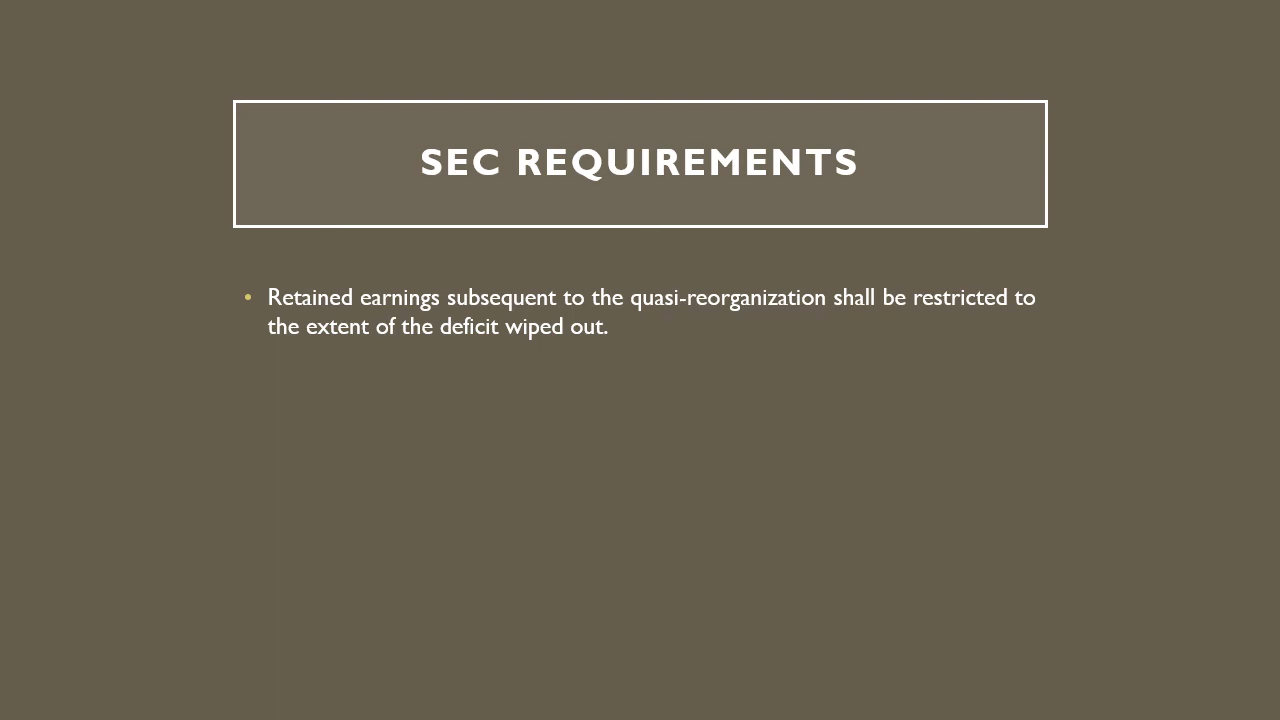 SEC REQUIREMENTS
• Retained earnings subsequent to the quasi-reorganization shall be restricted to
the extent of the deficit wiped out.